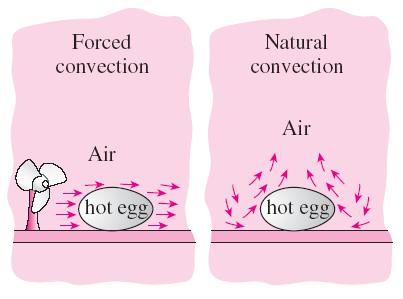 Forced
convection
Air
hot egg
Natural
convection
Air
hot egg